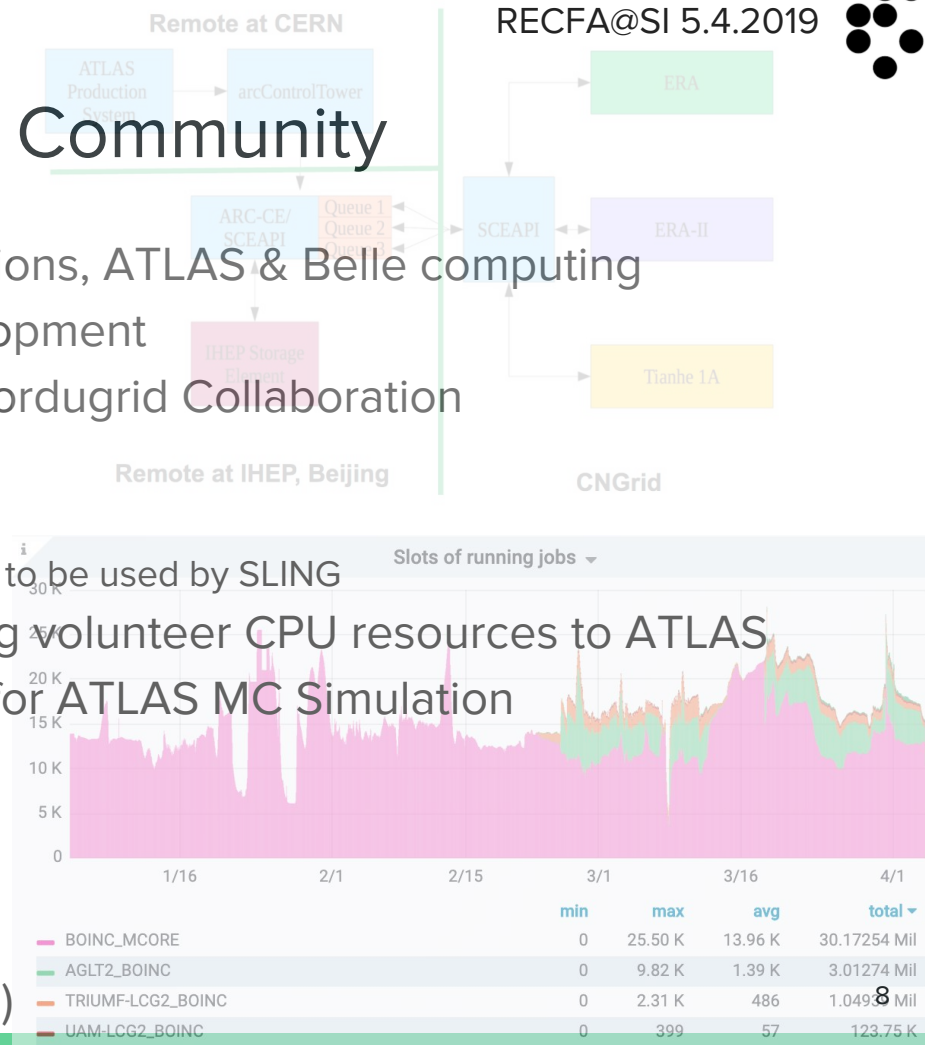 RECFA@SI 5.4.2019
Remote at CERN
ATLAS
Production
System
arcControlTower
ERA
Community
ARC-CE/
SCEAPI
Queue 1
Queue 2
Queue 3
SCEAPI
ERA-II
ions, ATLAS & Belle computing
opment
IHEP Storage
Element
Tianhe 1A
ordugrid Collaboration
Remote at IHEP, Beijing
CNGrid
i
Slots of running jobs
to be used by SLING
30 K
g volunteer CPU resources to ATLAS
25 K
20 K
or ATLAS MC Simulation
15 K
10 K
5 K
0
1/16 2/1 2/15 3/1 3/16 4/1
min max avg total
BOINC_MCORE 0 25.50 K 13.96 K 30.17254 Mil
AGLT2_BOINC 0 9.82 K 1.39 K 3.01274 Mil
) TRIUMF-LCG2_BOINC 0 2.31 K 486 1.04939 Mil
8
UAM-LCG2_BOINC 0 399 57 123.75 K